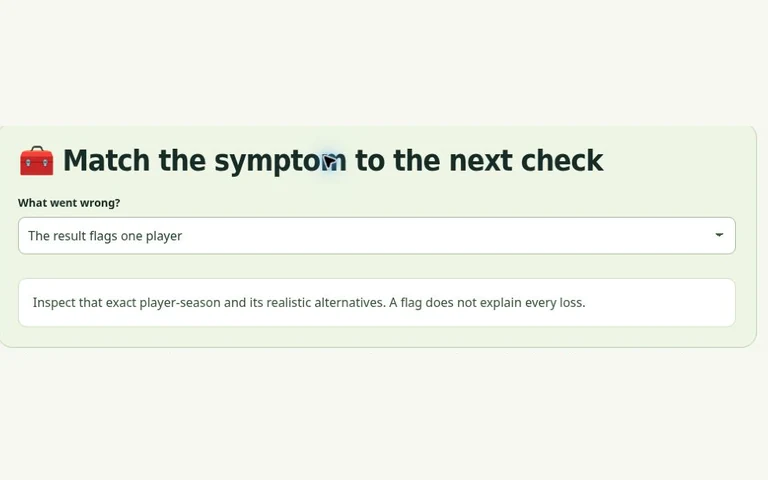 Match the symptom to the next check
What went wrong?
The result flags one player
Inspect that exact player-season and its realistic alternatives. A flag does not explain every loss.